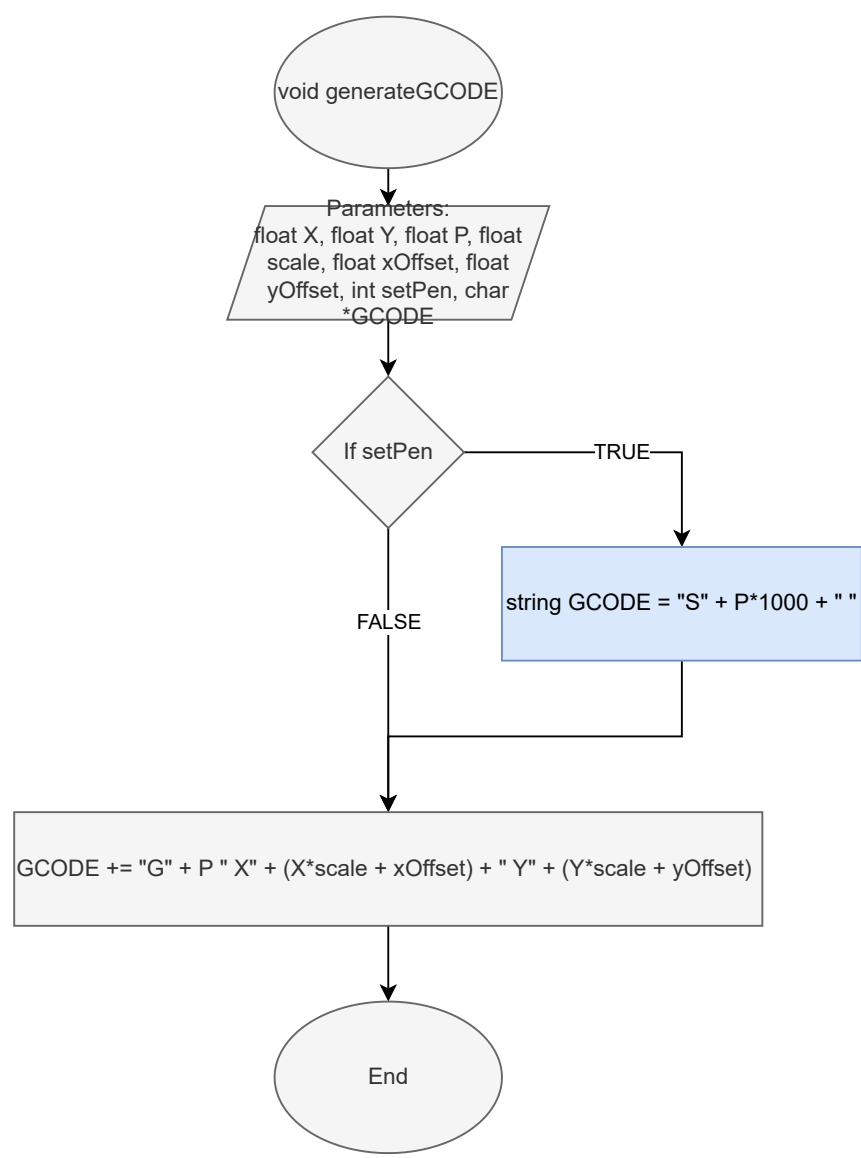 void generateGCODE
Parameters:
float X, float Y, float P, float
scale, float xOffset, float
yOffset, int setPen, char
*GCODE
If setPen
TRUE
string GCODE = "S" + P*1000 + " "
FALSE
GCODE += "G" + P " X" + (X*scale + xOffset) + " Y" + (Y*scale + yOffset)
End